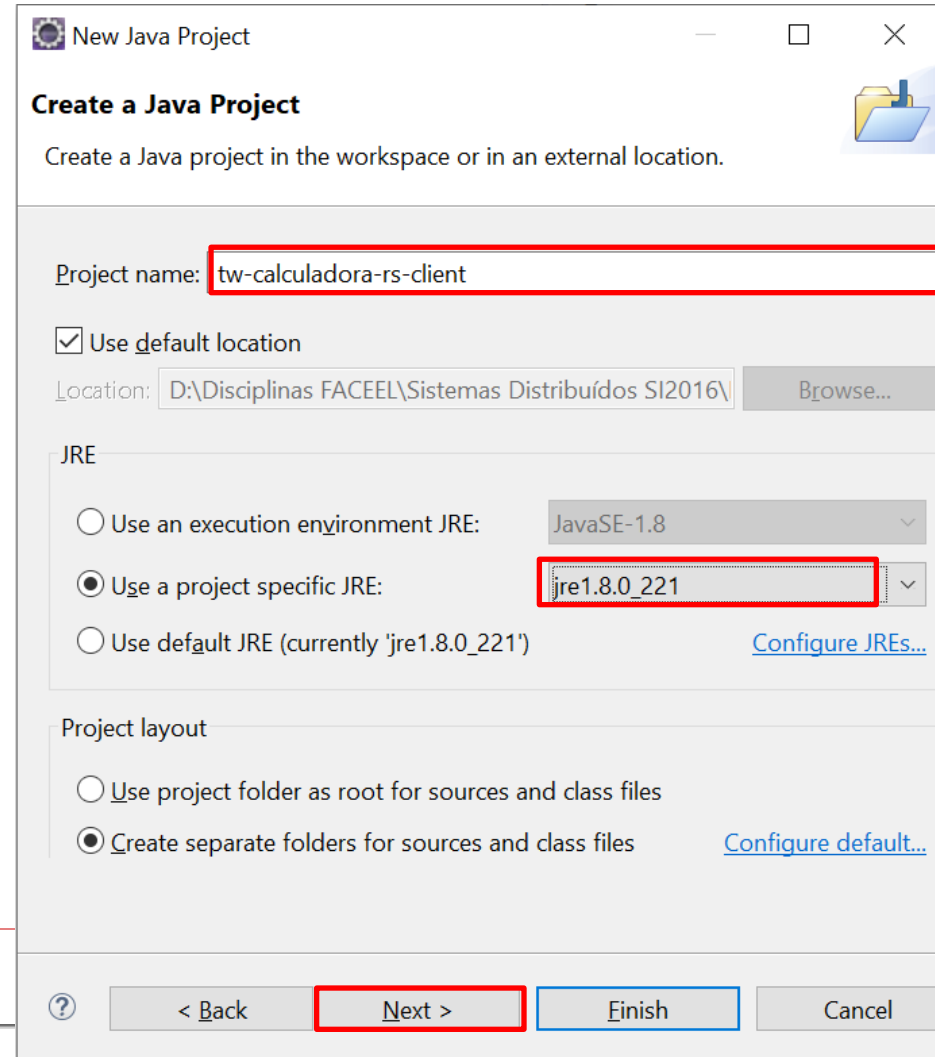 New Java Project
Create a Java Project
Create a Java project in the workspace or in an external location.
Project name: tw-calculadora-rs-client
Use default location
Location: D:\Disciplinas FACEEL\Sistemas Distribuídos SI2016\ Browse...
JRE
Use an execution environment JRE: JavaSE-1.8
Use a project specific JRE: jre1.8.0_221
Use default JRE (currently 'jre1.8.0_221') Configure JREs...
Project layout
Use project folder as root for sources and class files
Create separate folders for sources and class files Configure default...
? < Back Next > Finish Cancel